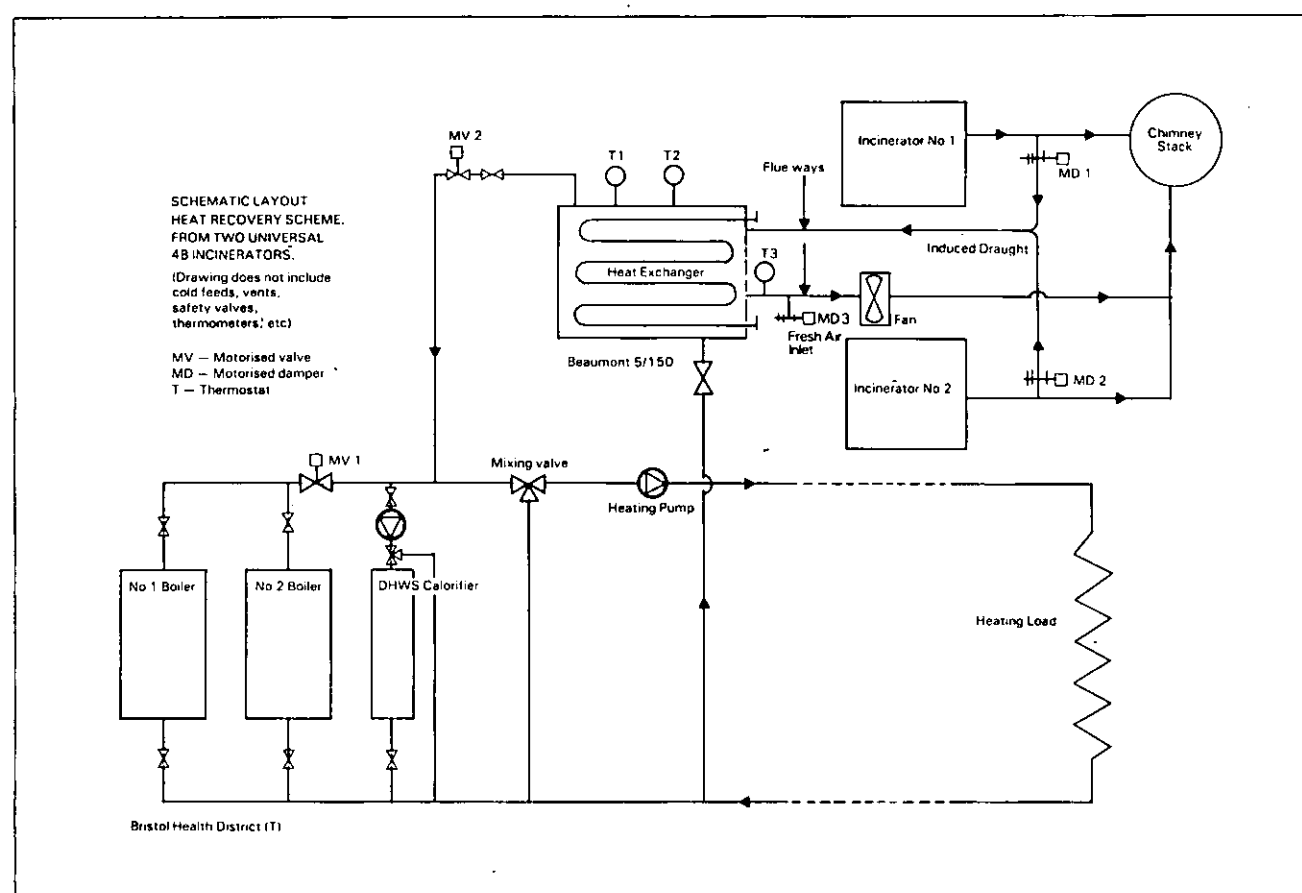 MV 2
T1
T2
Incinerator No 1
Chimney
Stack
MD 1
Flue ways
SCHEMATIC LAYOUT
HEAT RECOVERY SCHEME.
FROM TWO UNIVERSAL
4B INCINERATORS.
(Drawing does not include
cold feeds, vents,
safety valves,
thermometers, etc)
MV — Motorised valve
MD — Motorised damper
T — Thermostat
Induced Draught
T3
Heat Exchanger
MD3
Fan
Fresh Air
Inlet
Beaumont 5/150
MD 2
Incinerator No 2
MV 1
Mixing valve
Heating Pump
No 1 Boiler
No 2 Boiler
DHWS Calorifier
Heating Load
Bristol Health District (T)